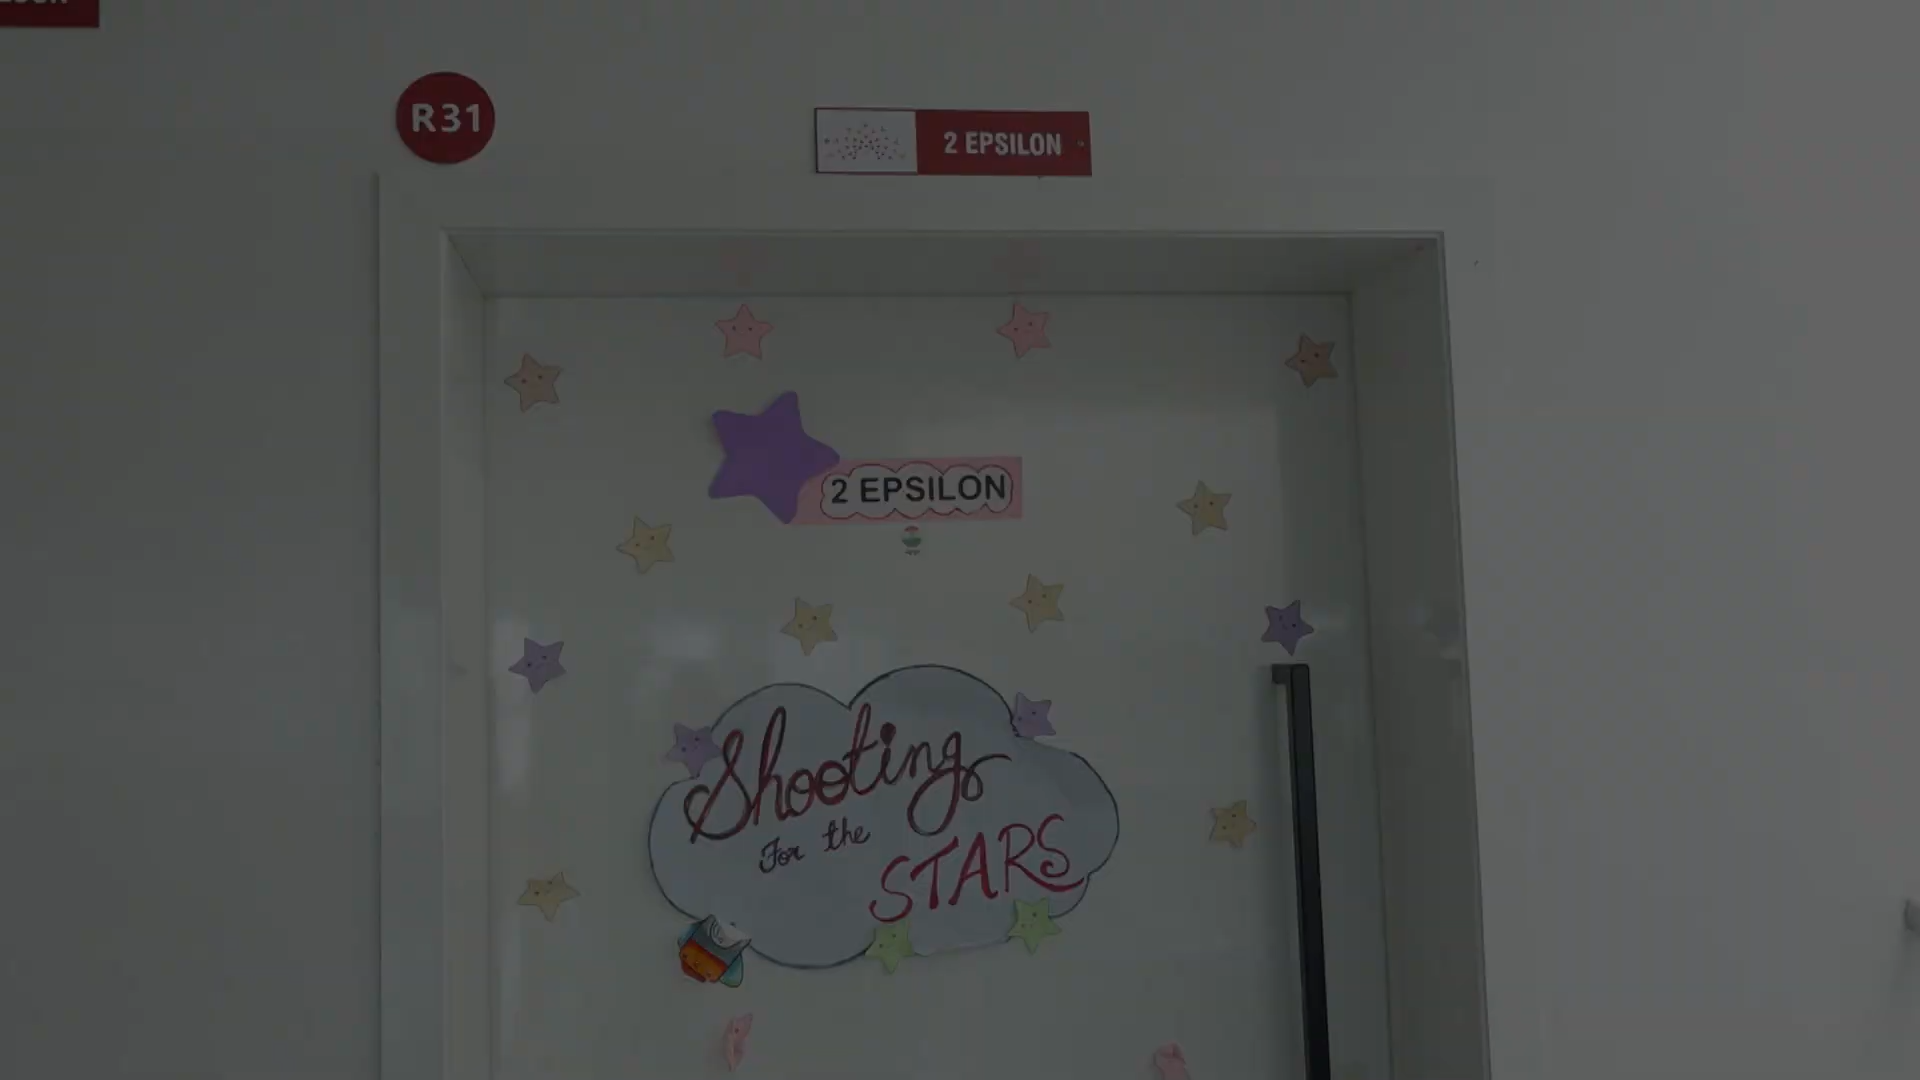 R31
2 EPSILON
2 EPSILON
Shooting
For the
STARS